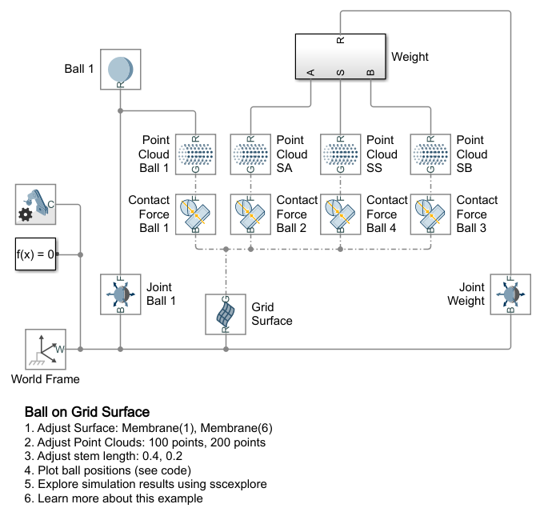 R
Weight
A S B
Ball 1
R
Point Cloud Ball 1
G R
Point Cloud SA
G R
Point Cloud SS
G R
Point Cloud SB
G R
Contact Force Ball 1
B F
Contact Force Ball 2
B F
Contact Force Ball 4
B F
Contact Force Ball 3
B F
C
f(x) = 0
Joint Ball 1
B F
Grid Surface
R G
Joint Weight
B F
W
World Frame
Ball on Grid Surface
1. Adjust Surface: Membrane(1), Membrane(6)
2. Adjust Point Clouds: 100 points, 200 points
3. Adjust stem length: 0.4, 0.2
4. Plot ball positions (see code)
5. Explore simulation results using sscexplore
6. Learn more about this example